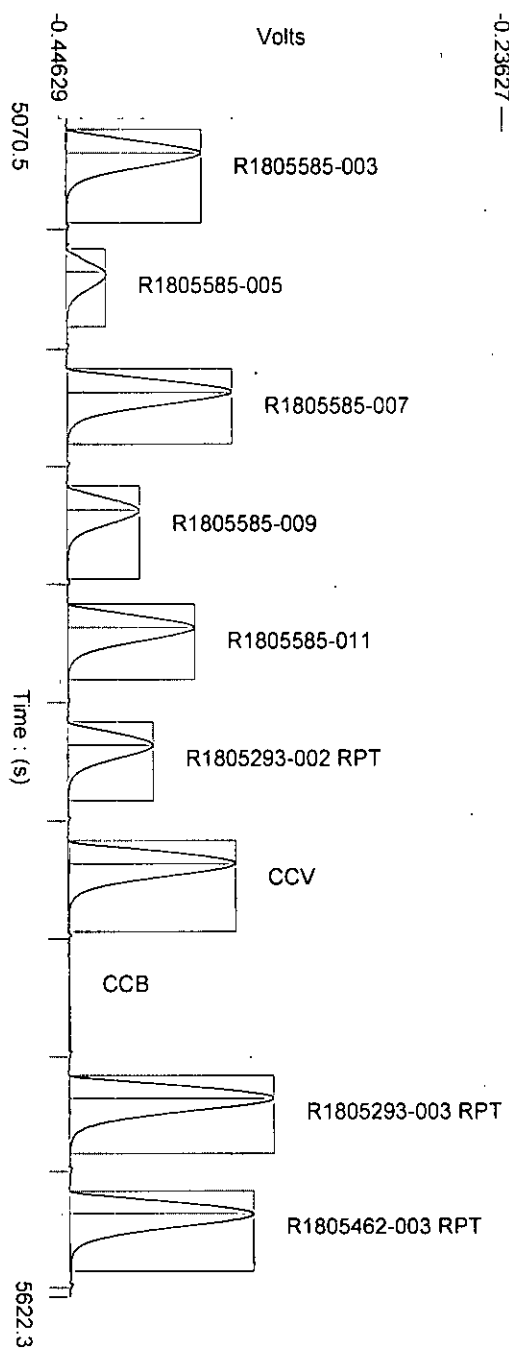 Volts
-0.23627
-0.44629
5070.5
R1805585-003
R1805585-005
R1805585-007
R1805585-009
R1805585-011
Time : (s)
R1805293-002 RPT
CCV
CCB
R1805293-003 RPT
R1805462-003 RPT
5622.3